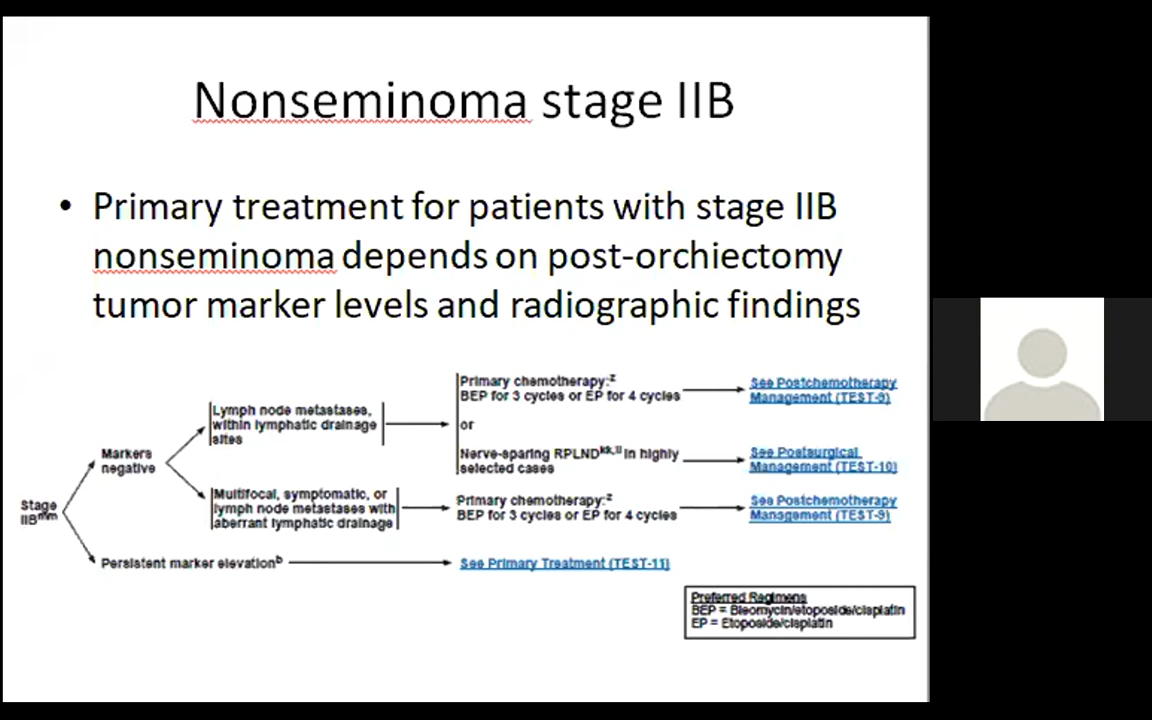 Nonseminoma stage IIB
• Primary treatment for patients with stage IIB
nonseminoma depends on post-orchiectomy
tumor marker levels and radiographic findings
Stage
IIBmm
Markers
negative
Lymph node metastases,
within lymphatic drainage
sites
Primary chemotherapy:z
BEP for 3 cycles or EP for 4 cycles
or
Nerve-sparing RPLNDkk,ll in highly
selected cases
See Postchemotherapy
Management (TEST-9)
See Postsurgical
Management (TEST-10)
Multifocal, symptomatic, or
lymph node metastases with
aberrant lymphatic drainage
Primary chemotherapy:z
BEP for 3 cycles or EP for 4 cycles
See Postchemotherapy
Management (TEST-9)
Persistent marker elevationb
See Primary Treatment (TEST-11)
Preferred Regimens
BEP = Bleomycin/etoposide/cisplatin
EP = Etoposide/cisplatin